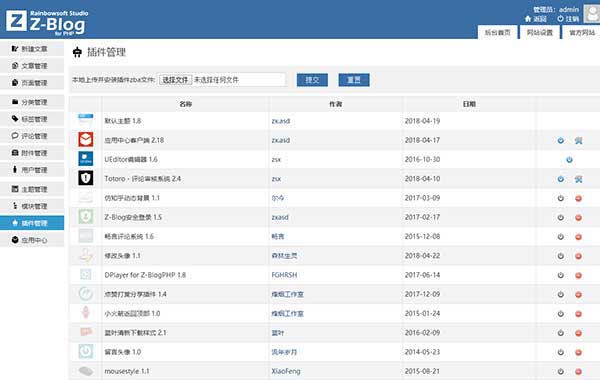 Rainbowsoft Studio
Z-Blog
for PHP
管理员：admin
返回 注销
后台首页 网站设置 官方网站
新建文章
文章管理
页面管理
分类管理
标签管理
评论管理
附件管理
用户管理
主题管理
模块管理
插件管理
应用中心
插件管理
本地上传并安装插件zba文件: 选择文件 未选择任何文件 提交 重置
名称 作者 日期
默认主题 1.8 zx.asd 2018-04-19
应用中心客户端 2.18 zx.asd 2018-04-17
UEditor编辑器 1.6 zsx 2016-10-30
Totoro - 评论审核系统 2.4 zsx 2018-04-10
仿知乎动态背景 1.1 尔今 2017-03-09
Z-Blog安全登录 1.5 zxasd 2017-02-17
畅言评论系统 1.6 畅言 2015-12-08
修改头像 1.1 森林生灵 2018-04-22
DPlayer for Z-BlogPHP 1.8 FGHRSH 2017-06-14
点赞打赏分享插件 1.4 烽烟工作室 2017-12-09
小火箭返回顶部 1.0 烽烟工作室 2015-01-24
蓝叶清新下载样式 2.1 蓝叶 2016-02-09
留言头像 1.0 流年岁月 2014-05-23
mousestyle 1.1 XiaoFeng 2015-08-21